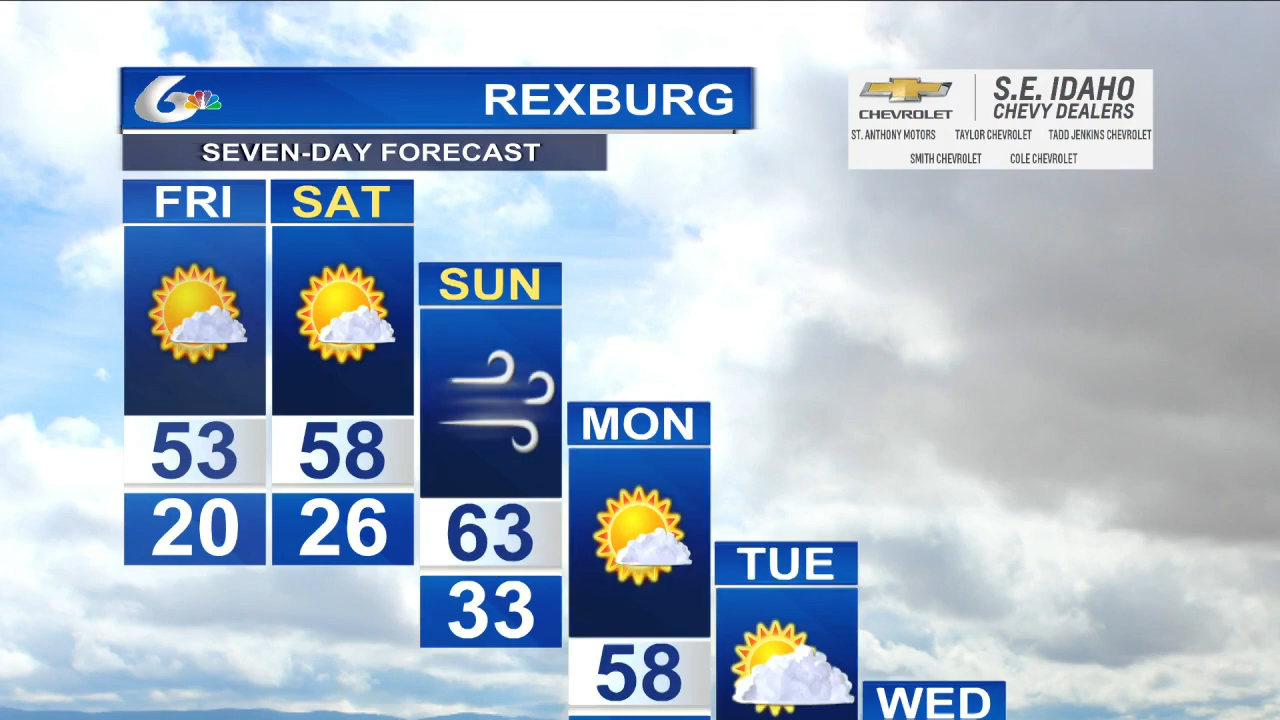 6
REXBURG
SEVEN-DAY FORECAST
CHEVROLET
S.E. IDAHO
CHEVY DEALERS
ST. ANTHONY MOTORS TAYLOR CHEVROLET TADD JENKINS CHEVROLET
SMITH CHEVROLET COLE CHEVROLET
FRI
53
20
SAT
58
26
SUN
63
33
MON
58
TUE
WED